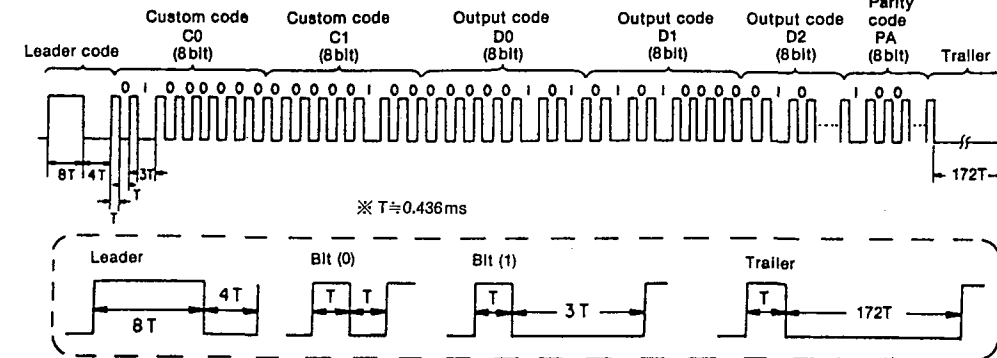 Parity
Custom code Custom code Output code Output code Output code code
C0 C1 D0 D1 D2 PA
Leader code (8bit) (8bit) (8bit) (8bit) (8bit) (8bit) Trailer
0 1 0 0 0 0 0 0 0 0 0 0 0 1 0 0 0 0 0 0 0 1 0 1 0 1 0 1 0 0 0 0 0 1 0 1 0 0
8T 4T 3T 172T
T
T
※ T≒0.436ms
Leader Bit (0) Bit (1) Trailer
4T T T T 3T T 172T
8T